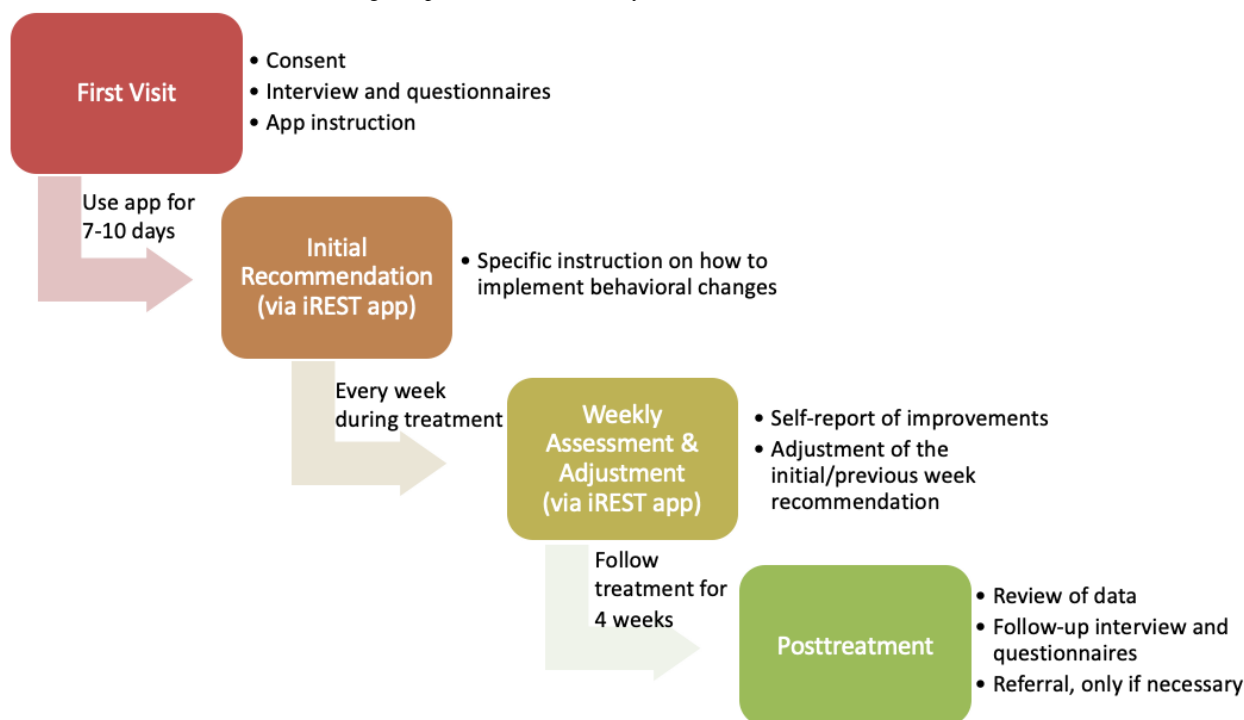 First Visit
• Consent
• Interview and questionnaires
• App instruction
Use app for
7-10 days
Initial
Recommendation
(via iREST app)
• Specific instruction on how to
implement behavioral changes
Every week
during treatment
Weekly
Assessment &
Adjustment
(via iREST app)
• Self-report of improvements
• Adjustment of the
initial/previous week
recommendation
Follow
treatment for
4 weeks
Posttreatment
• Review of data
• Follow-up interview and
questionnaires
• Referral, only if necessary